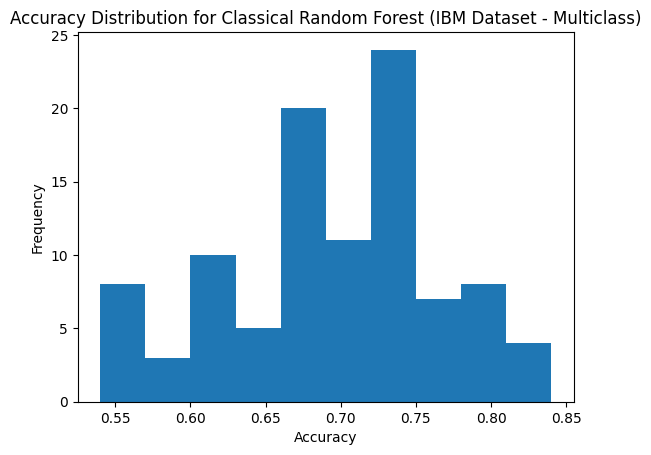 Accuracy Distribution for Classical Random Forest (IBM Dataset - Multiclass)
25
20
15
10
5
0
Frequency
0.55 0.60 0.65 0.70 0.75 0.80 0.85
Accuracy